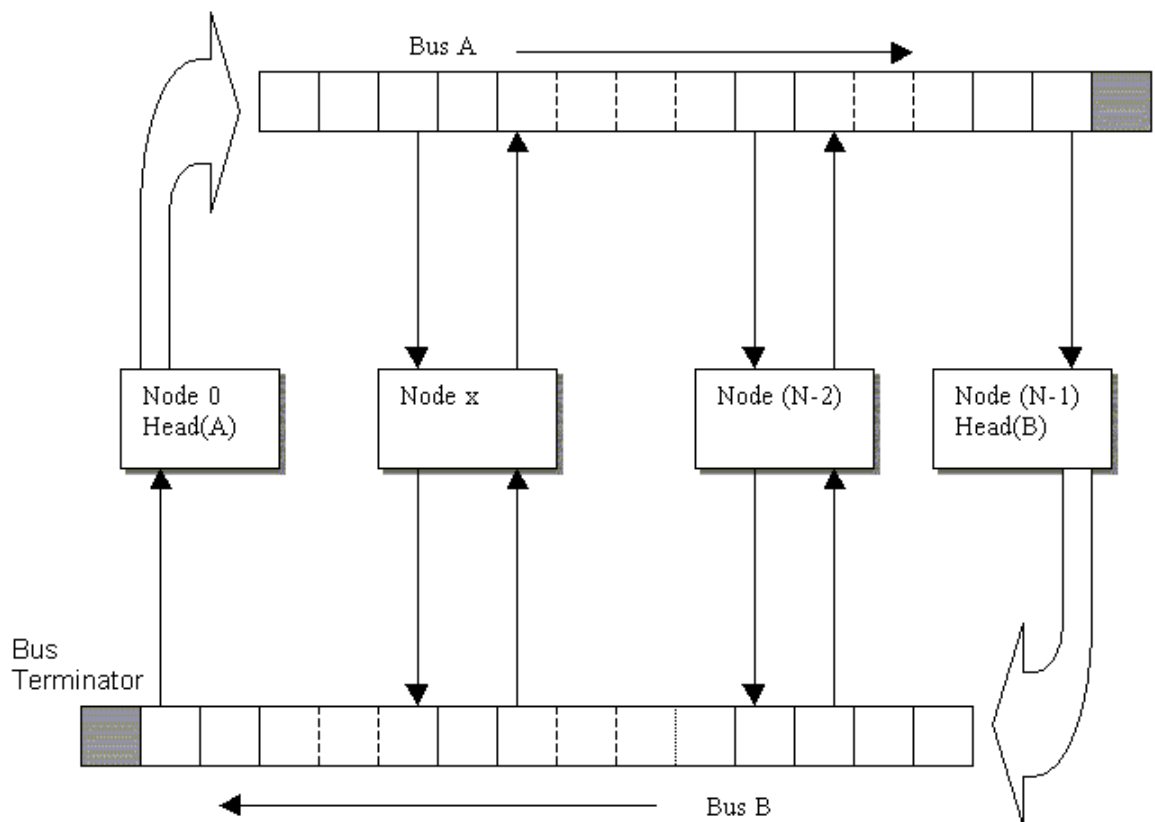 Bus A
Node 0
Head(A)
Node x
Node (N-2)
Node (N-1)
Head(B)
Bus
Terminator
Bus B